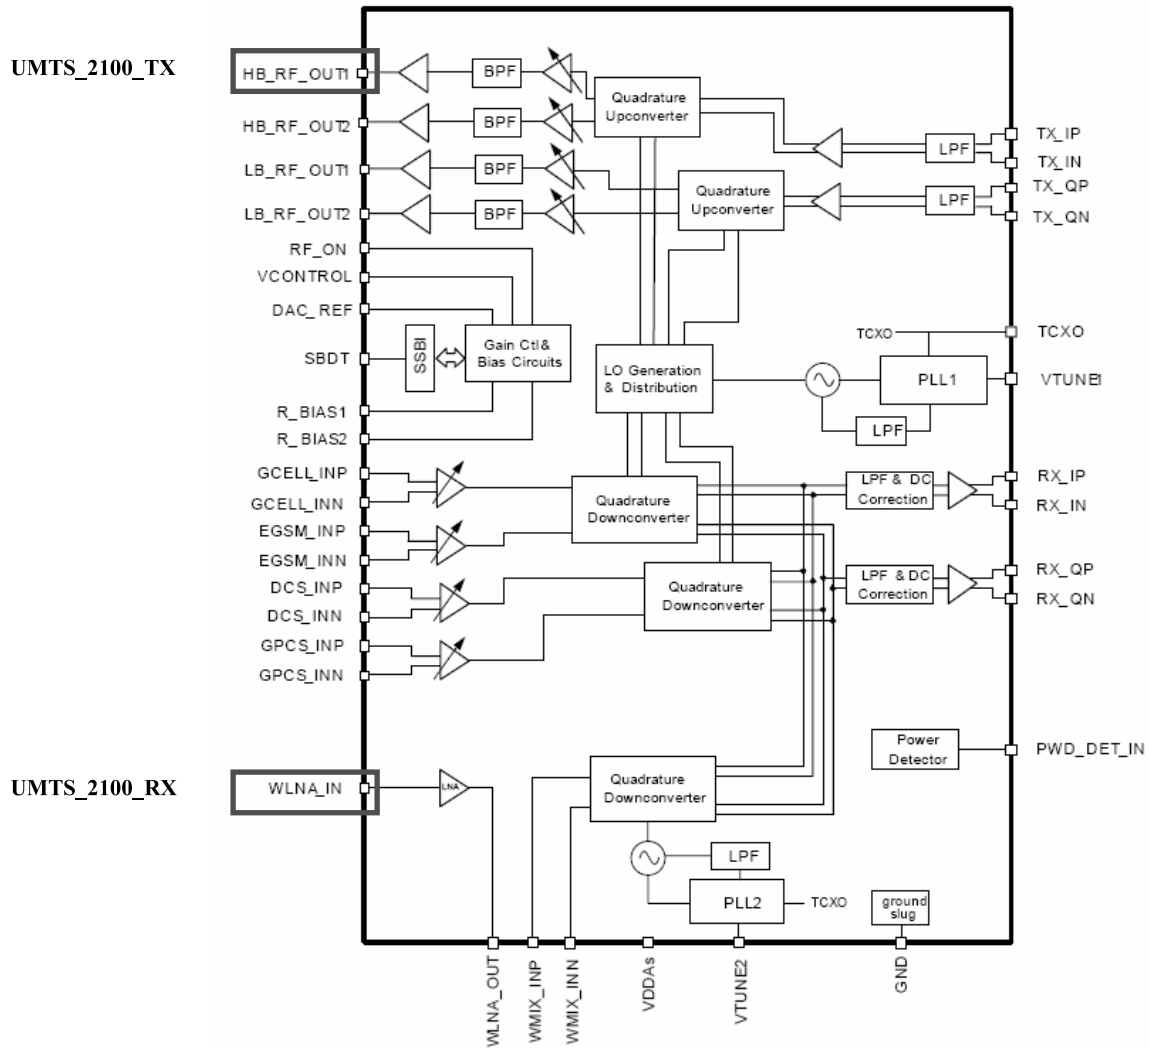 UMTS_2100_TX
HB_RF_OUT1
BPF
Quadrature
Upconverter
HB_RF_OUT2
BPF
TX_IP
LPF
TX_IN
LB_RF_OUT1
BPF
Quadrature
Upconverter
TX_QP
LPF
TX_QN
LB_RF_OUT2
BPF
RF_ON
VCONTROL
DAC_REF
SBDT
SSBI
Gain Ctl&
Bias Circuits
R_BIAS1
R_BIAS2
LO Generation
& Distribution
TCXO
TCXO
PLL1
VTUNE1
LPF
GCELL_INP
GCELL_INN
EGSM_INP
EGSM_INN
DCS_INP
DCS_INN
GPCS_INP
GPCS_INN
Quadrature
Downconverter
LPF & DC
Correction
RX_IP
RX_IN
Quadrature
Downconverter
LPF & DC
Correction
RX_QP
RX_QN
Power
Detector
PWD_DET_IN
UMTS_2100_RX
WLNA_IN
LNA
Quadrature
Downconverter
LPF
PLL2
TCXO
ground
slug
WLNA_OUT
WMIX_INP
WMIX_INN
VDDAs
VTUNE2
GND